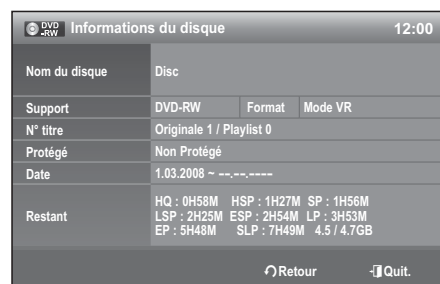 DVD -RW Informations du disque 12:00
Nom du disque Disc
Support DVD-RW Format Mode VR
N° titre Originale 1 / Playlist 0
Protégé Non Protégé
Date 1.03.2008 ~ --.--.----
HQ : 0H58M HSP : 1H27M SP : 1H56M
Restant LSP : 2H25M ESP : 2H54M LP : 3H53M
EP : 5H48M SLP : 7H49M 4.5 / 4.7GB
Retour Quit.